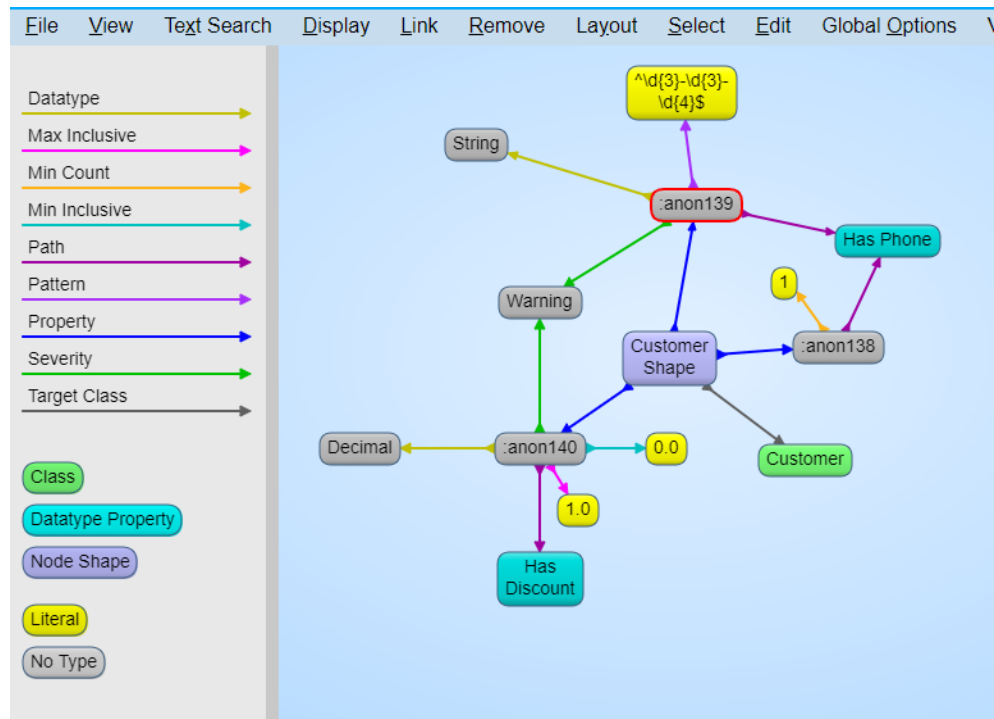 File View Text Search Display Link Remove Layout Select Edit Global Options
Datatype
Max Inclusive
Min Count
Min Inclusive
Path
Pattern
Property
Severity
Target Class
Class
Datatype Property
Node Shape
Literal
No Type
^\d{3}-\d{3}-
\d{4}$
String
:anon139
Has Phone
1
Warning
Customer
Shape
:anon138
Decimal
:anon140
0.0
Customer
1.0
Has
Discount